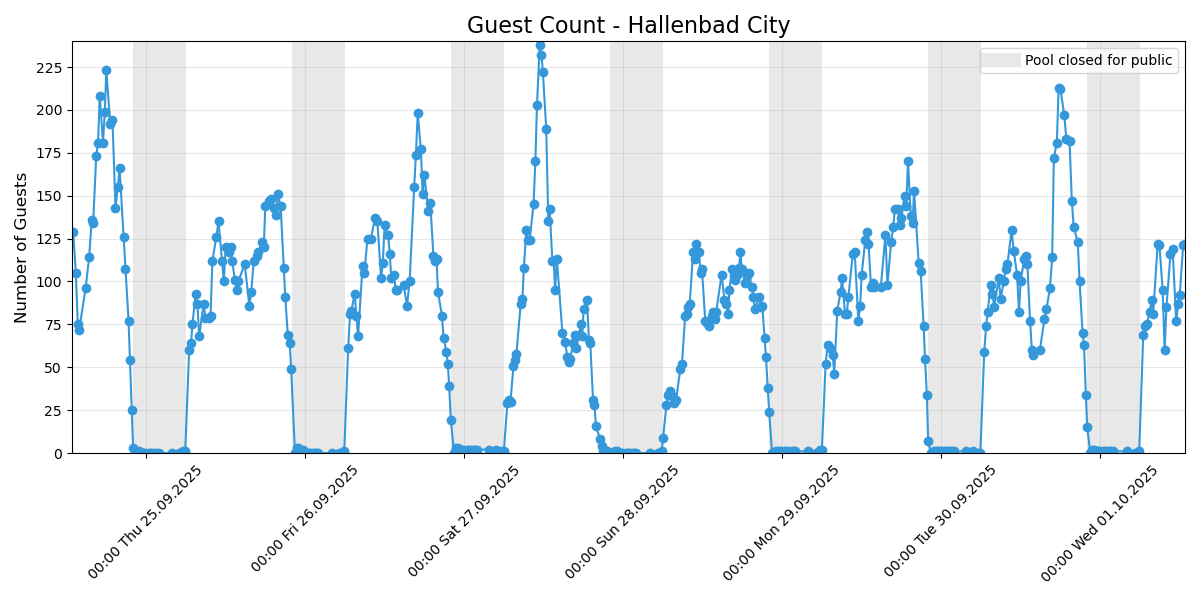 Guest Count - Hallenbad City
Pool closed for public
Number of Guests
225
200
175
150
125
100
75
50
25
0
00:00 Thu 25.09.2025
00:00 Fri 26.09.2025
00:00 Sat 27.09.2025
00:00 Sun 28.09.2025
00:00 Mon 29.09.2025
00:00 Tue 30.09.2025
00:00 Wed 01.10.2025